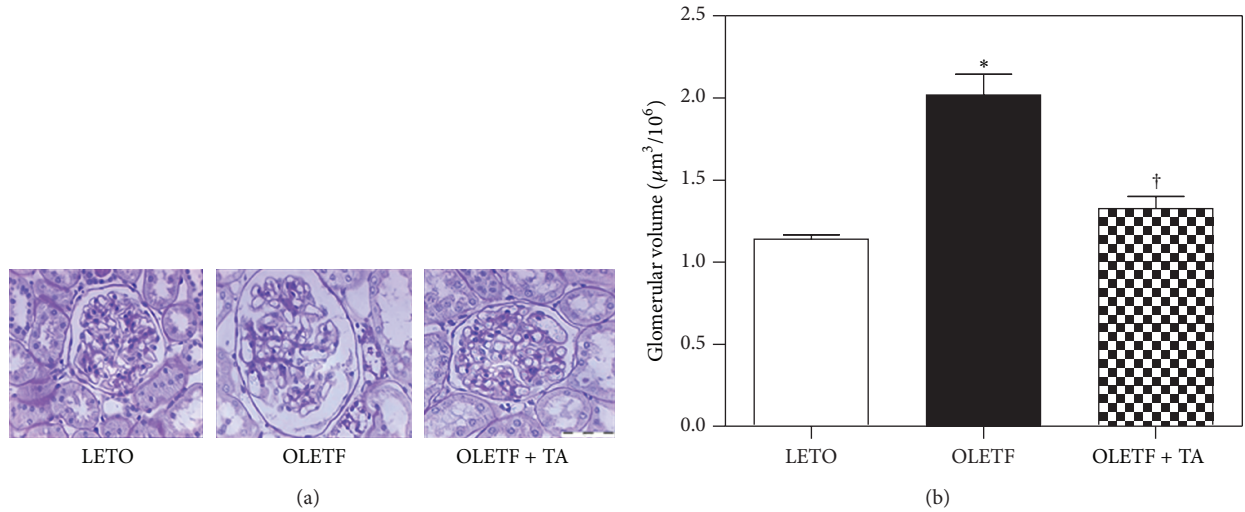 LETO
OLETF
OLETF + TA
(a)
Glomerular volume (μm³/10⁶)
2.5
2.0
1.5
1.0
0.5
0.0
*
†
LETO
OLETF
OLETF + TA
(b)